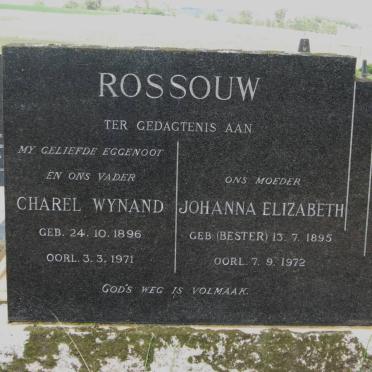 ROSSOUW
TER GEDAGTENIS AAN
MY GELIEFDE EGGENOOT
EN ONS VADER
CHAREL WYNAND
GEB. 24. 10. 1896
OORL. 3. 3. 1971
ONS MOEDER
JOHANNA ELIZABETH
GEB (BESTER) 13. 7. 1895
OORL. 7. 9. 1972
GOD'S WEG IS VOLMAAK.